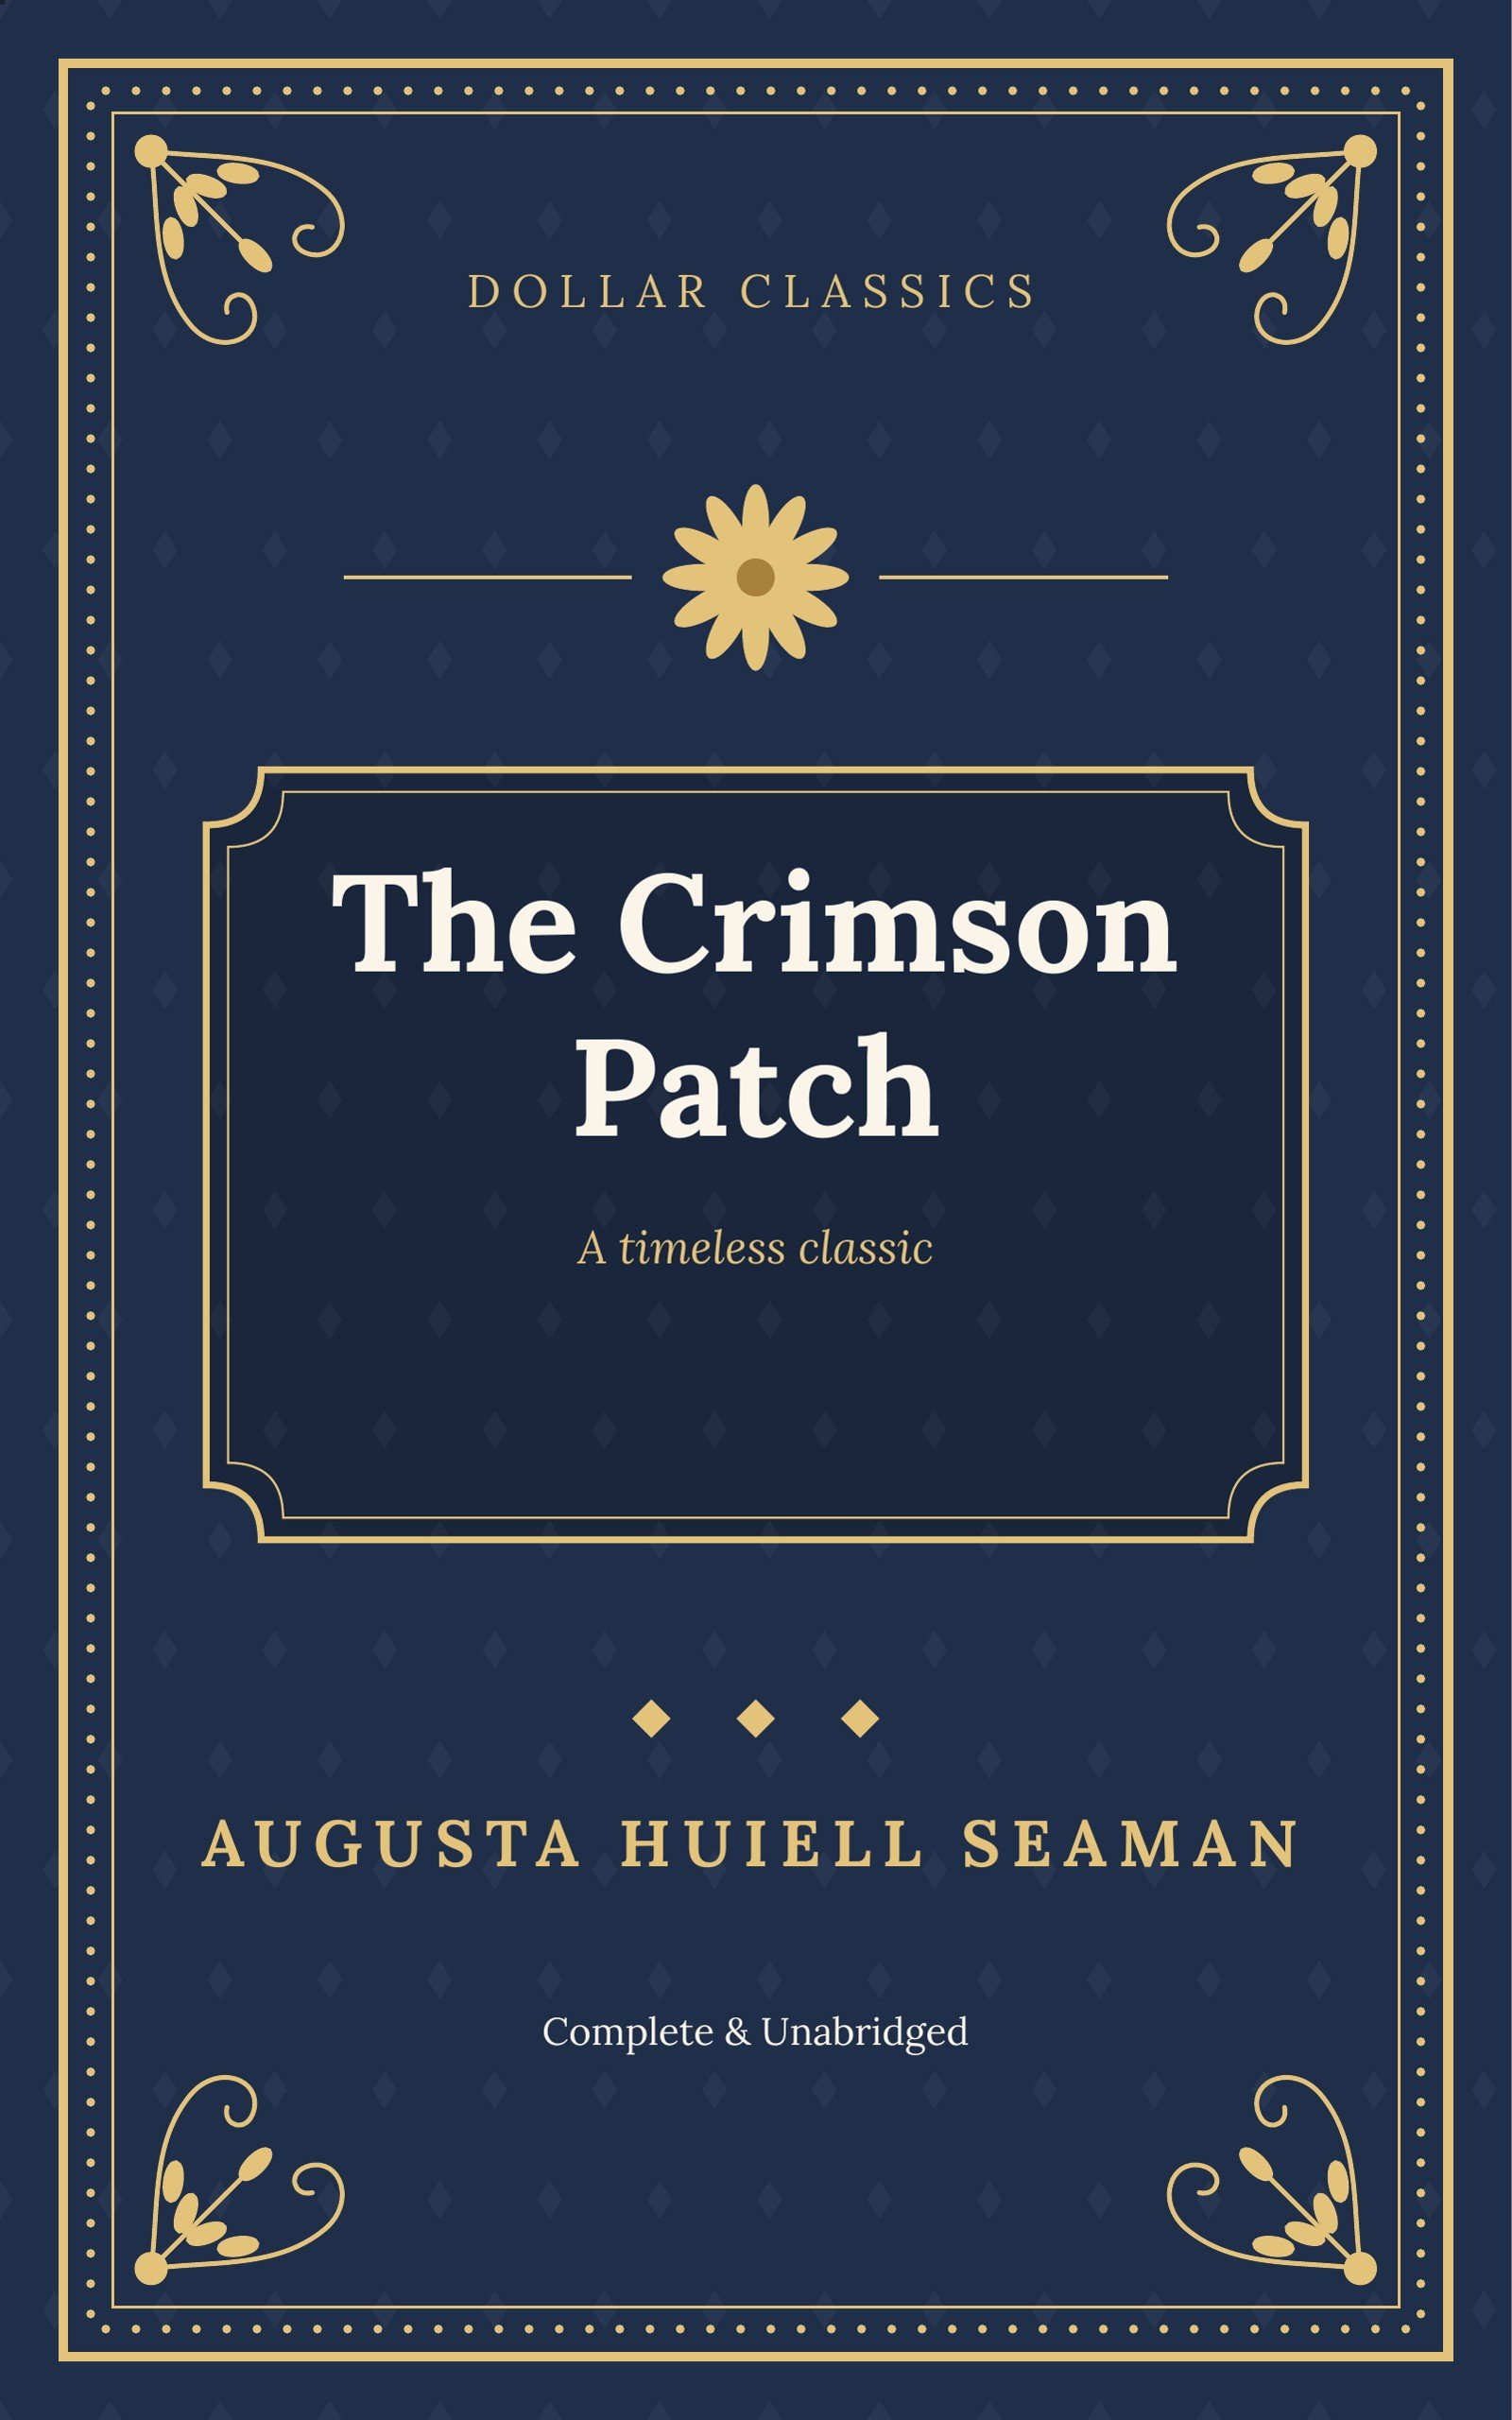 DOLLAR CLASSICS
The Crimson
Patch
A timeless classic
AUGUSTA HUIELL SEAMAN
Complete & Unabridged